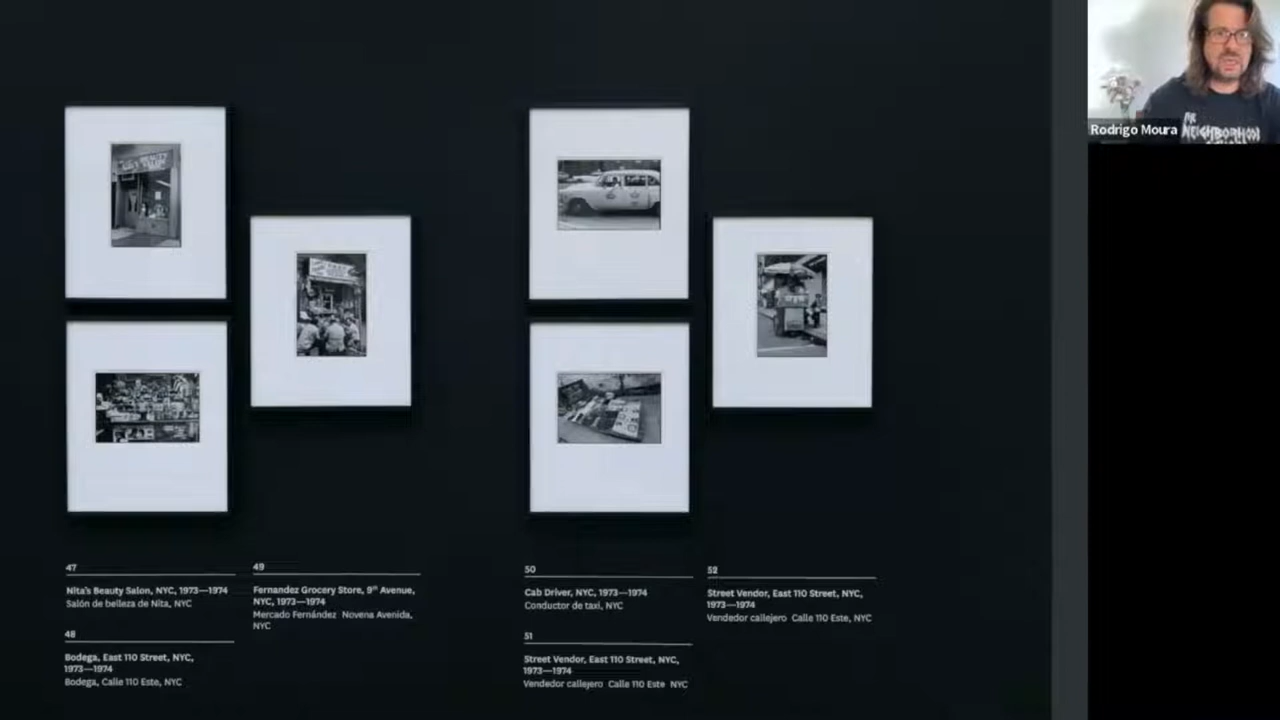 Rodrigo Moura
NEIGHBORHOOD
47
Nita's Beauty Salon, NYC, 1973—1974
Salón de belleza de Nita, NYC
48
Bodega, East 110 Street, NYC,
1973—1974
Bodega, Calle 110 Este, NYC
49
Fernandez Grocery Store, 9th Avenue,
NYC, 1973—1974
Mercado Fernández Novena Avenida,
NYC
50
Cab Driver, NYC, 1973—1974
Conductor de taxi, NYC
51
Street Vendor, East 110 Street, NYC,
1973—1974
Vendedor callejero Calle 110 Este NYC
52
Street Vendor, East 110 Street, NYC,
1973—1974
Vendedor callejero Calle 110 Este, NYC